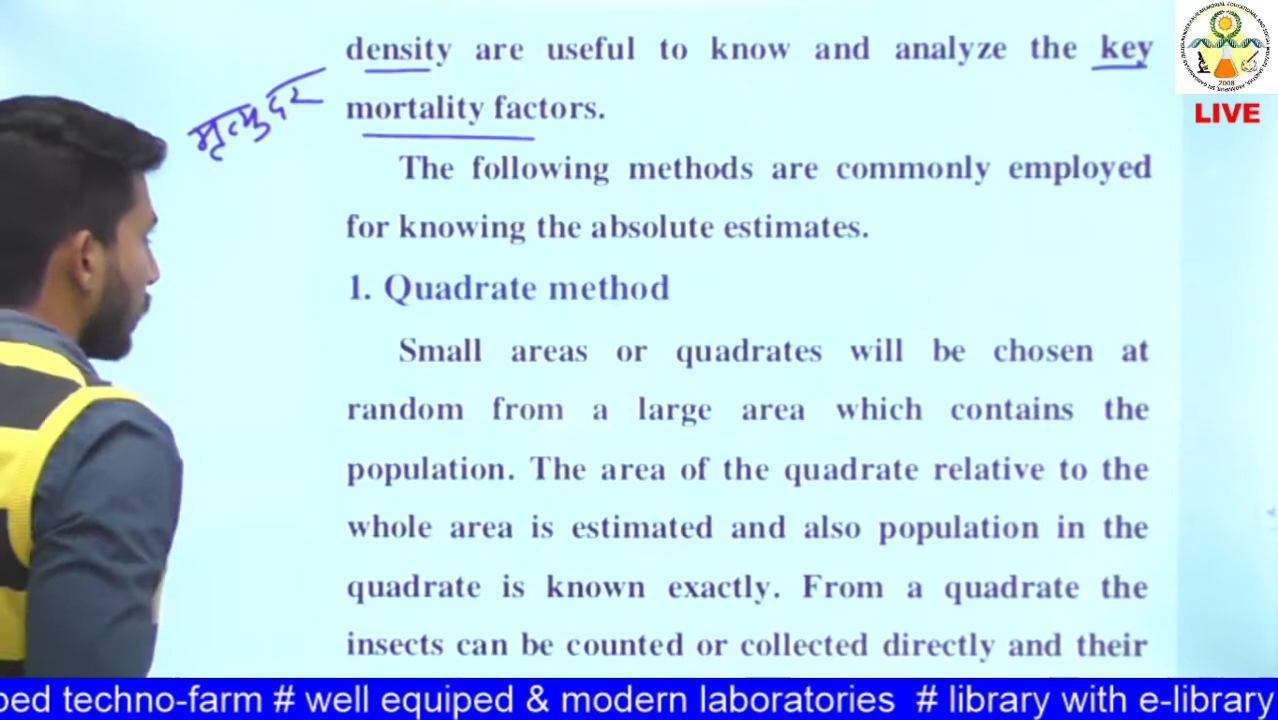 density are useful to know and analyze the key
mortality factors.
मृत्यु दर
The following methods are commonly employed
for knowing the absolute estimates.
1. Quadrate method
Small areas or quadrates will be chosen at
random from a large area which contains the
population. The area of the quadrate relative to the
whole area is estimated and also population in the
quadrate is known exactly. From a quadrate the
insects can be counted or collected directly and their
2008
LIVE
ped techno-farm # well equiped & modern laboratories # library with e-library